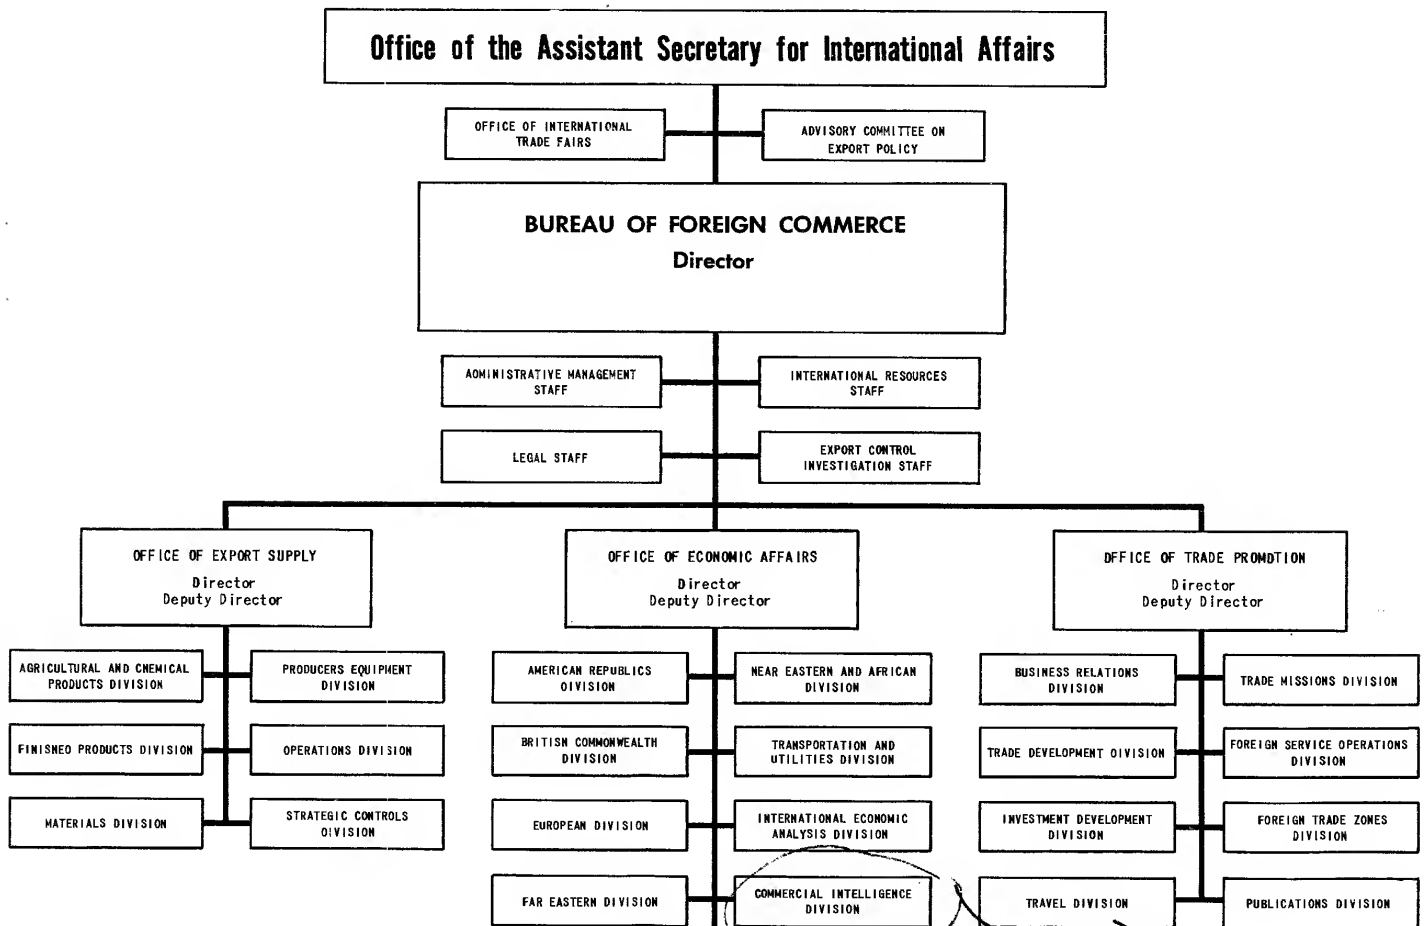 Office of the Assistant Secretary for International Affairs
OFFICE OF INTERNATIONAL
TRADE FAIRS
ADVISORY COMMITTEE ON
EXPORT POLICY
BUREAU OF FOREIGN COMMERCE
Director
ADMINISTRATIVE MANAGEMENT
STAFF
INTERNATIONAL RESOURCES
STAFF
LEGAL STAFF
EXPORT CONTROL
INVESTIGATION STAFF
OFFICE OF EXPORT SUPPLY
Director
Deputy Director
OFFICE OF ECONOMIC AFFAIRS
Director
Deputy Director
OFFICE OF TRADE PROMOTION
Director
Deputy Director
AGRICULTURAL AND CHEMICAL
PRODUCTS DIVISION
PRODUCERS EQUIPMENT
DIVISION
AMERICAN REPUBLICS
DIVISION
NEAR EASTERN AND AFRICAN
DIVISION
BUSINESS RELATIONS
DIVISION
TRADE MISSIONS DIVISION
FINISHED PRODUCTS DIVISION
OPERATIONS DIVISION
BRITISH COMMONWEALTH
DIVISION
TRANSPORTATION AND
UTILITIES DIVISION
TRADE DEVELOPMENT DIVISION
FOREIGN SERVICE OPERATIONS
DIVISION
MATERIALS DIVISION
STRATEGIC CONTROLS
DIVISION
EUROPEAN DIVISION
INTERNATIONAL ECONOMIC
ANALYSIS DIVISION
INVESTMENT DEVELOPMENT
DIVISION
FOREIGN TRADE ZONES
DIVISION
FAR EASTERN DIVISION
COMMERCIAL INTELLIGENCE
DIVISION
TRAVEL DIVISION
PUBLICATIONS DIVISION